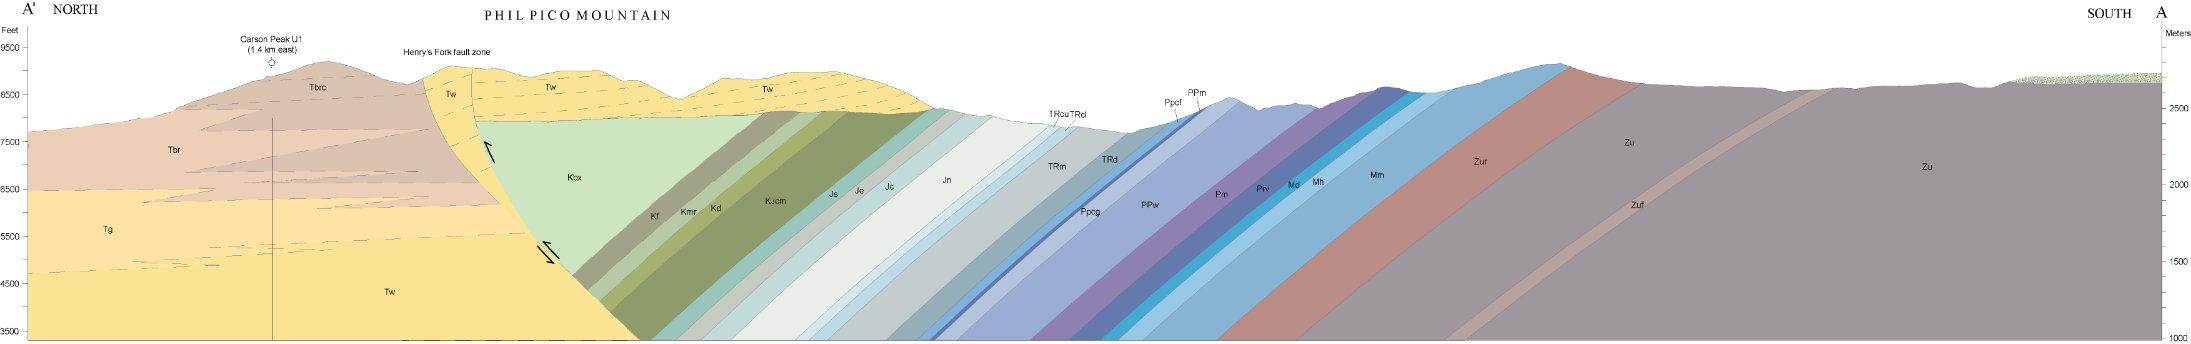 A' NORTH
PHIL PICO MOUNTAIN
SOUTH A
Feet
Meters
Carson Peak U1
(1.4 km east)
Henry's Fork fault zone
9500
8500
7500
6500
5500
4500
3500
2500
2000
1500
1000
Tbrc
Tw
Tw
Tw
Tbr
Tg
Tw
Kbx
Kf
Kmr
Kd
KJcm
Js
Je
Jc
Jn
TRcu
TRcl
TRm
TRd
Ppcf
PPm
Ppcg
PPw
Pm
Prv
Md
Mh
Mm
Zur
Zu
Zuf
Zu